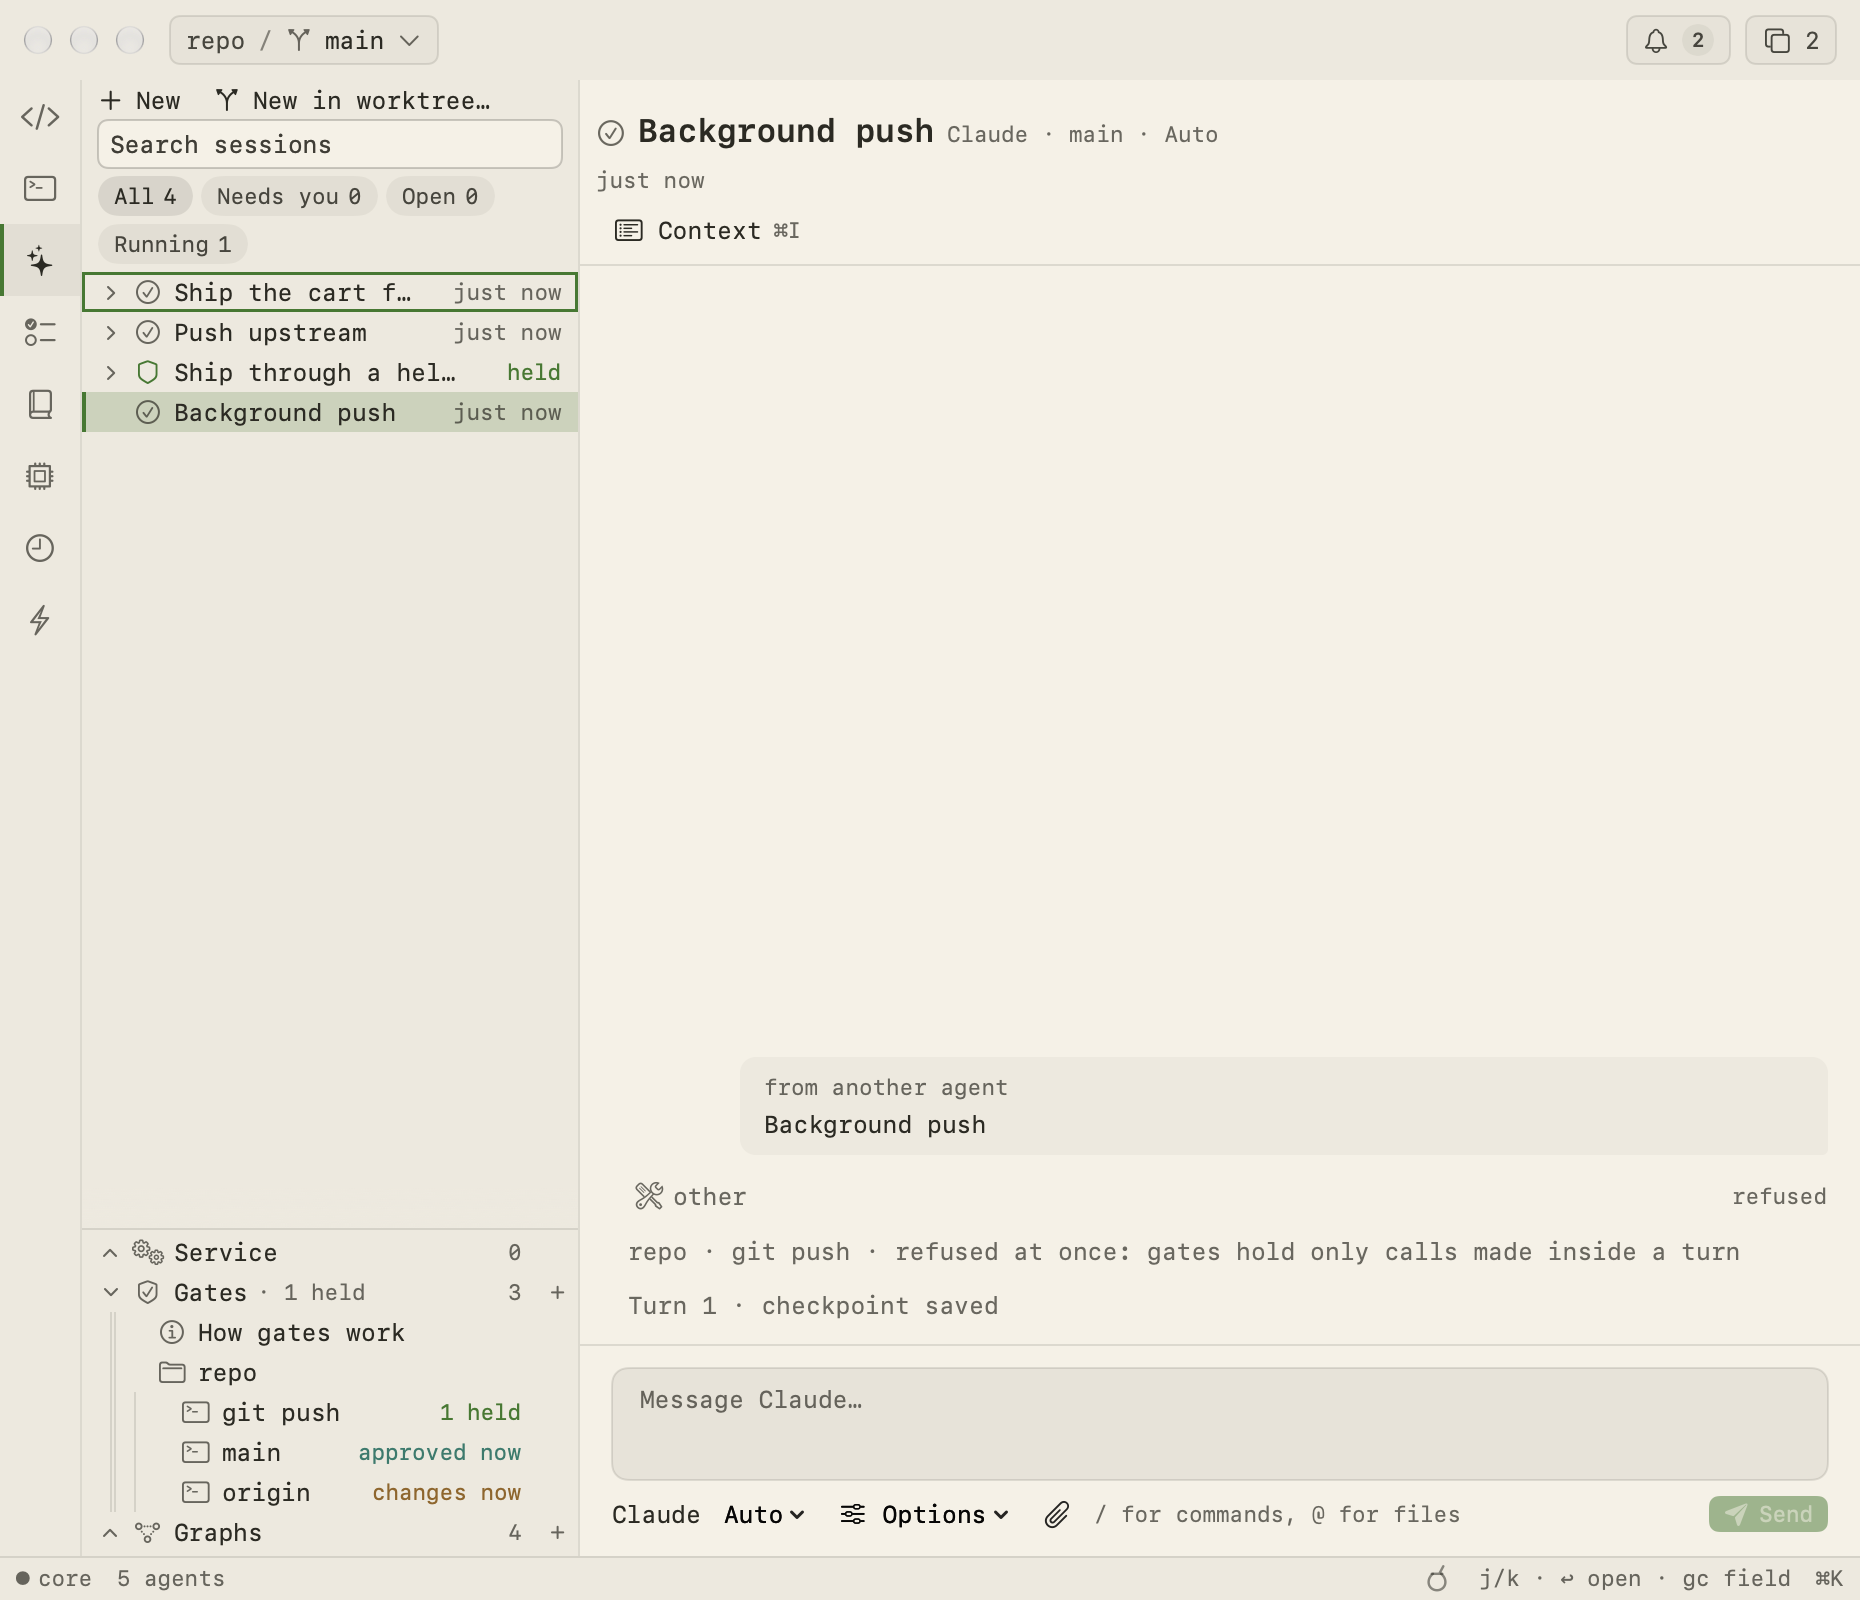 repo / main
2
2
+ New New in worktree…
Search sessions
All 4 Needs you 0 Open 0
Running 1
Ship the cart f… just now
Push upstream just now
Ship through a hel… held
Background push just now
Service 0
Gates · 1 held 3 +
How gates work
repo
git push 1 held
main approved now
origin changes now
Graphs 4 +
Background push Claude · main · Auto
just now
Context ⌘I
from another agent
Background push
other refused
repo · git push · refused at once: gates hold only calls made inside a turn
Turn 1 · checkpoint saved
Message Claude…
Claude Auto Options / for commands, @ for files Send
core 5 agents
j/k · ↩ open · gc field ⌘K